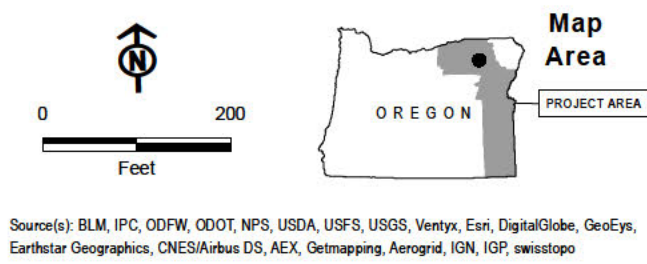 N
Map
Area
0 200
Feet
OREGON
PROJECT AREA
Source(s): BLM, IPC, ODFW, ODOT, NPS, USDA, USFS, USGS, Ventyx, Esri, DigitalGlobe, GeoEys,
Earthstar Geographics, CNES/Airbus DS, AEX, Getmapping, Aerogrid, IGN, IGP, swisstopo